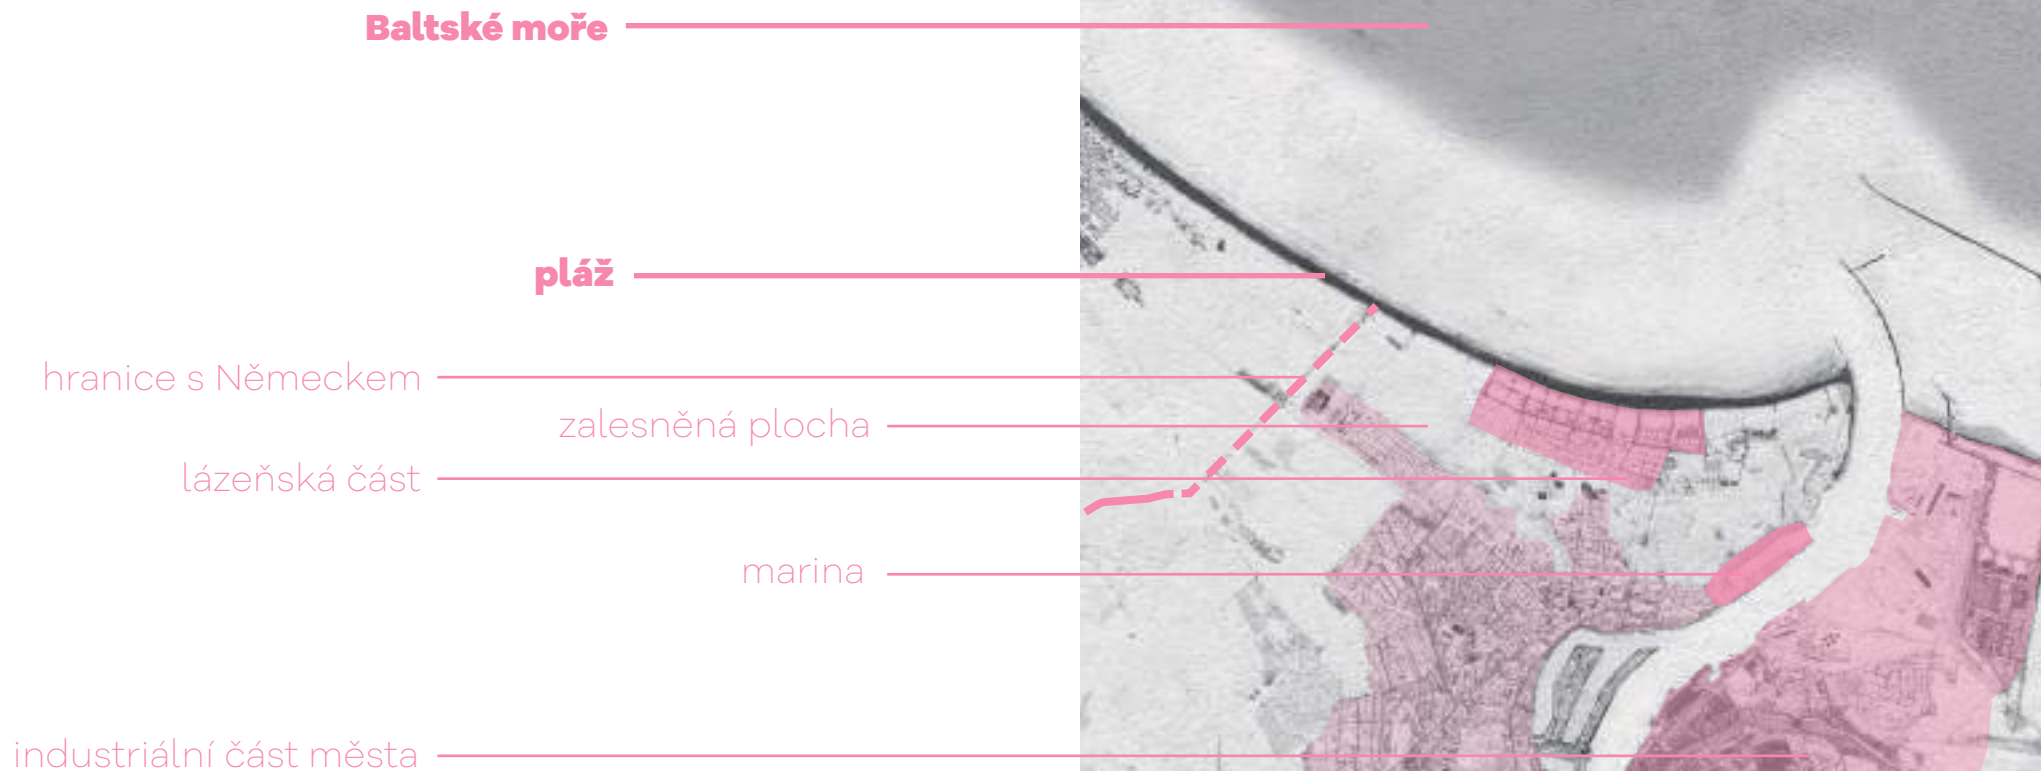 Baltské moře
pláž
hranice s Německem
zalesněná plocha
lázeňská část
marina
industriální část města